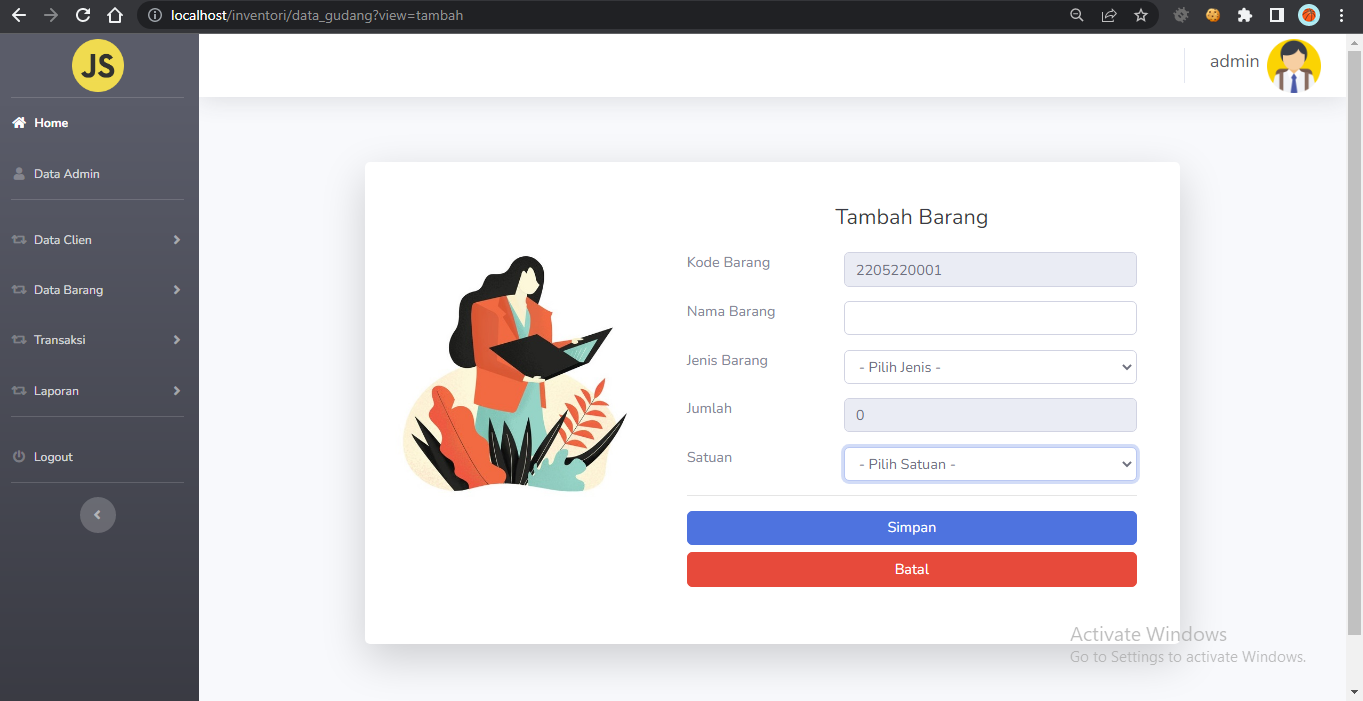 localhost/inventori/data_gudang?view=tambah
JS
admin
Home
Data Admin
Data Clien
Data Barang
Transaksi
Laporan
Logout
Tambah Barang
Kode Barang
2205220001
Nama Barang
Jenis Barang
- Pilih Jenis -
Jumlah
0
Satuan
- Pilih Satuan -
Simpan
Batal
Activate Windows
Go to Settings to activate Windows.